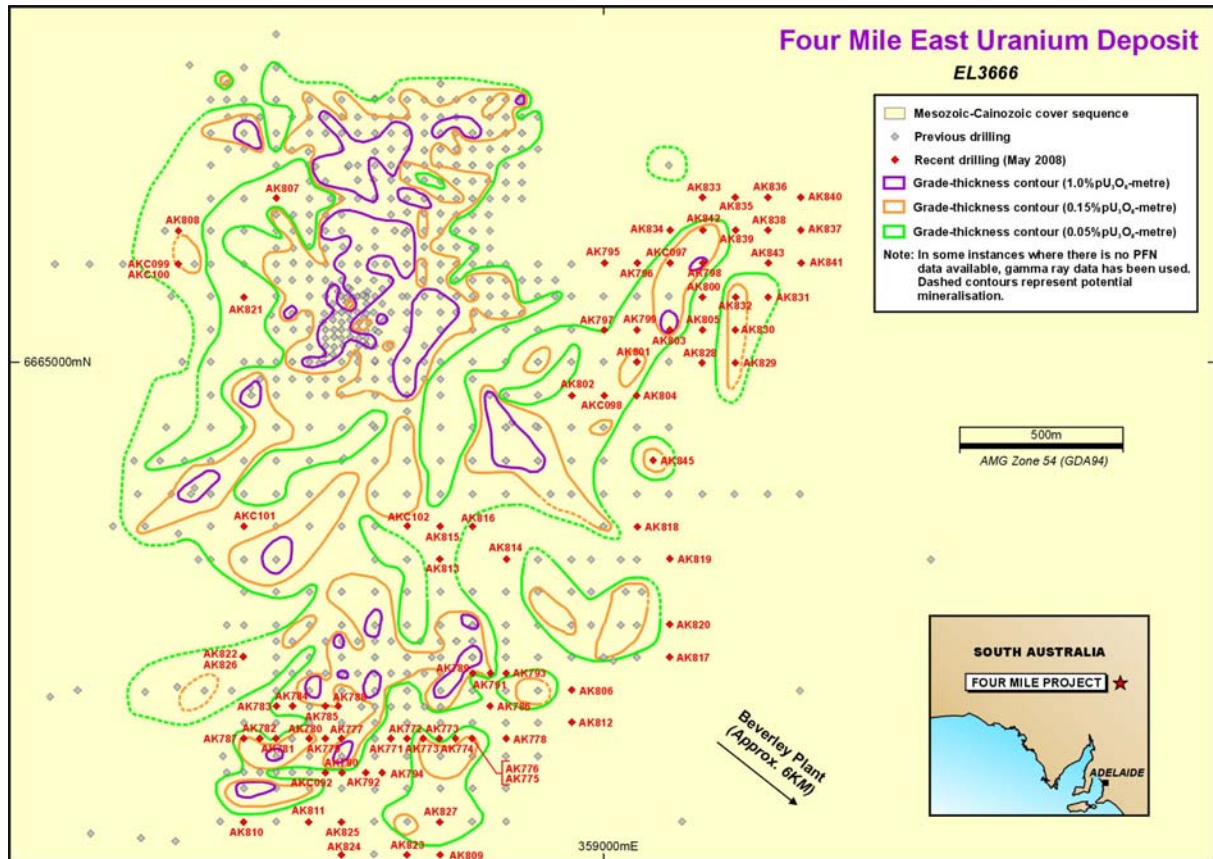 Four Mile East Uranium Deposit
EL3666
Mesozoic-Cainozoic cover sequence
Previous drilling
Recent drilling (May 2008)
Grade-thickness contour (1.0%pU₃O₈-metre)
Grade-thickness contour (0.15%pU₃O₈-metre)
Grade-thickness contour (0.05%pU₃O₈-metre)
Note: In some instances where there is no PFN
data available, gamma ray data has been used.
Dashed contours represent potential
mineralisation.
AK807
AK808
AKC099
AKC100
AK821
AK833
AK836
AK840
AK835
AK834
AK842
AK838
AK837
AK839
AK795
AKC097
AK843
AK841
AK796
AK798
AK800
AK831
AK832
AK797
AK799
AK805
AK830
AK803
6665000mN
AK801
AK828
AK829
AK802
AKC098
AK804
500m
AMG Zone 54 (GDA94)
AK845
AKC101
AKC102
AK816
AK815
AK818
AK814
AK813
AK819
AK820
AK822
AK826
AK817
AK789
AK793
AK791
AK806
AK784
AK788
AK783
AK785
AK786
AK812
AK787
AK782
AK780
AK777
AK772
AK773
AK781
AK779
AK771
AK773
AK774
AK778
AK776
AK775
AK790
AKC092
AK792
AK794
AK811
AK827
AK810
AK825
AK824
AK823
AK809
359000mE
Beverley Plant
(Approx. 6KM)
SOUTH AUSTRALIA
FOUR MILE PROJECT
ADELAIDE